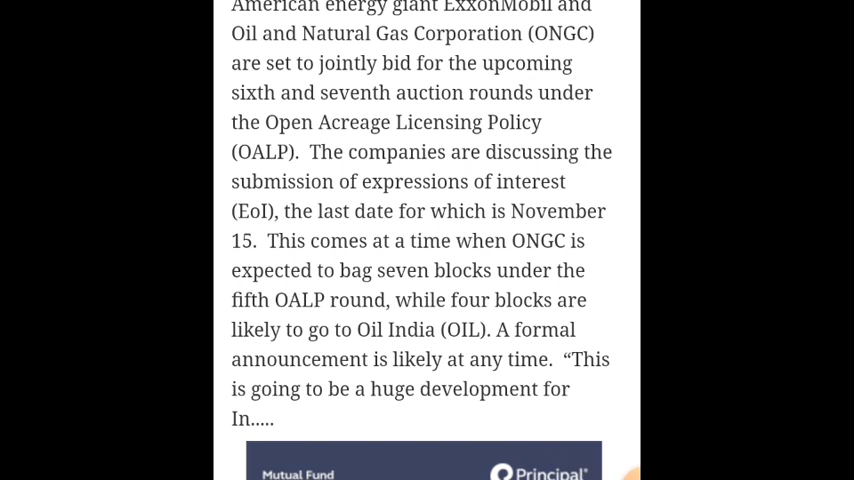 American energy giant ExxonMobil and
Oil and Natural Gas Corporation (ONGC)
are set to jointly bid for the upcoming
sixth and seventh auction rounds under
the Open Acreage Licensing Policy
(OALP).  The companies are discussing the
submission of expressions of interest
(EoI), the last date for which is November
15.  This comes at a time when ONGC is
expected to bag seven blocks under the
fifth OALP round, while four blocks are
likely to go to Oil India (OIL). A formal
announcement is likely at any time.  “This
is going to be a huge development for
In.....
Mutual Fund
Principal®